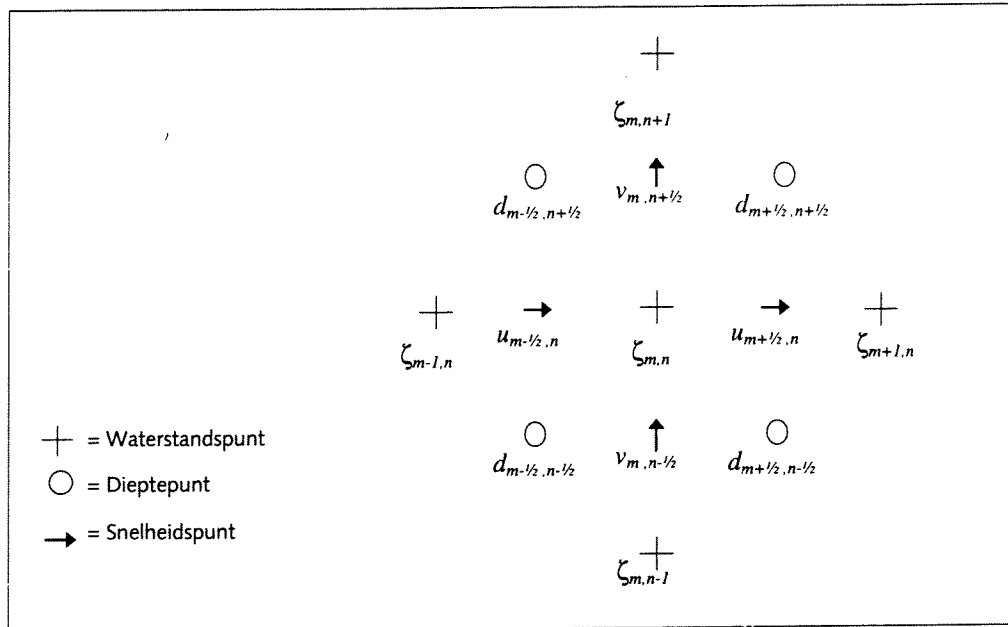 ζm,n+1
dm-½,n+½ vm,n+½ dm+½,n+½
ζm-1,n um-½,n ζm,n um+½,n ζm+1,n
dm-½,n-½ vm,n-½ dm+½,n-½
ζm,n-1
+ = Waterstandspunt
○ = Dieptepunt
→ = Snelheidspunt